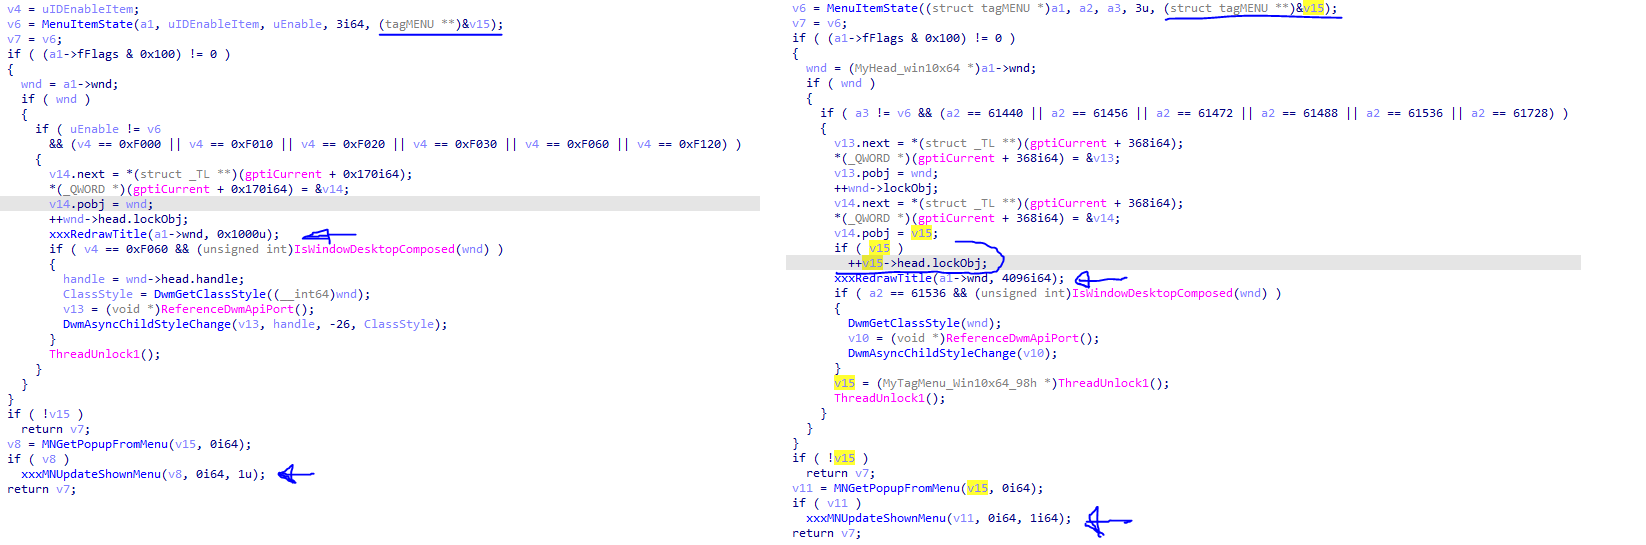 v4 = uIDEnableItem;
v6 = MenuItemState(a1, uIDEnableItem, uEnable, 3i64, (tagMENU **)&v15);
v7 = v6;
if ( (a1->fFlags & 0x100) != 0 )
{
wnd = a1->wnd;
if ( wnd )
{
if ( uEnable != v6
&& (v4 == 0xF000 || v4 == 0xF010 || v4 == 0xF020 || v4 == 0xF030 || v4 == 0xF060 || v4 == 0xF120) )
{
v14.next = *(struct _TL **)(gptiCurrent + 0x170i64);
*(_QWORD *)(gptiCurrent + 0x170i64) = &v14;
v14.pobj = wnd;
++wnd->head.lockObj;
xxxRedrawTitle(a1->wnd, 0x1000u);
if ( v4 == 0xF060 && (unsigned int)IsWindowDesktopComposed(wnd) )
{
handle = wnd->head.handle;
ClassStyle = DwmGetClassStyle((__int64)wnd);
v13 = (void *)ReferenceDwmApiPort();
DwmAsyncChildStyleChange(v13, handle, -26, ClassStyle);
}
ThreadUnlock1();
}
}
}
if ( !v15 )
return v7;
v8 = MNGetPopupFromMenu(v15, 0i64);
if ( v8 )
xxxMNUpdateShownMenu(v8, 0i64, 1u);
return v7;
v6 = MenuItemState((struct tagMENU *)a1, a2, a3, 3u, (struct tagMENU **)&v15);
v7 = v6;
if ( (a1->fFlags & 0x100) != 0 )
{
wnd = (MyHead_win10x64 *)a1->wnd;
if ( wnd )
{
if ( a3 != v6 && (a2 == 61440 || a2 == 61456 || a2 == 61472 || a2 == 61488 || a2 == 61536 || a2 == 61728) )
{
v13.next = *(struct _TL **)(gptiCurrent + 368i64);
*(_QWORD *)(gptiCurrent + 368i64) = &v13;
v13.pobj = wnd;
++wnd->lockObj;
v14.next = *(struct _TL **)(gptiCurrent + 368i64);
*(_QWORD *)(gptiCurrent + 368i64) = &v14;
v14.pobj = v15;
if ( v15 )
++v15->head.lockObj;
xxxRedrawTitle(a1->wnd, 4096i64);
if ( a2 == 61536 && (unsigned int)IsWindowDesktopComposed(wnd) )
{
DwmGetClassStyle(wnd);
v10 = (void *)ReferenceDwmApiPort();
DwmAsyncChildStyleChange(v10);
}
v15 = (MyTagMenu_Win10x64_98h *)ThreadUnlock1();
ThreadUnlock1();
}
}
}
if ( !v15 )
return v7;
v11 = MNGetPopupFromMenu(v15, 0i64);
if ( v11 )
xxxMNUpdateShownMenu(v11, 0i64, 1i64);
return v7;